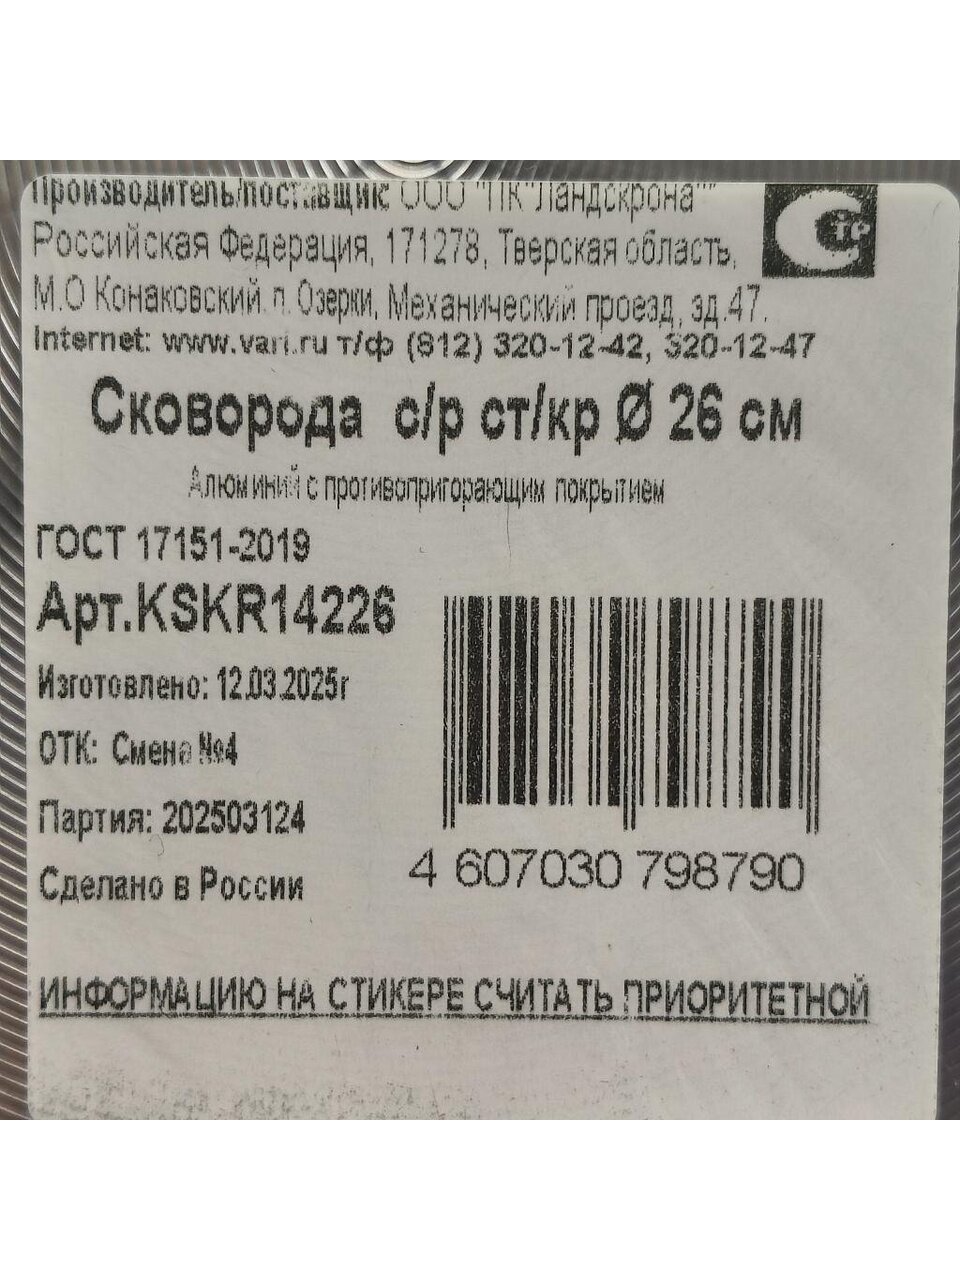 Производитель/поставщик: ООО "ПК"Ландскрона"
Российская Федерация, 171278, Тверская область,
М.О Конаковский.п. Озерки, Механический проезд, зд.47.
Internet: www.vari.ru т/ф (812) 320-12-42, 320-12-47
Сковорода с/р ст/кр Ø 26 см
Алюминий с противопригорающим покрытием
ГОСТ 17151-2019
Арт.KSKR14226
Изготовлено: 12.03.2025г
ОТК: Смена №4
Партия: 202503124
Сделано в России
4 607030 798790
ИНФОРМАЦИЮ НА СТИКЕРЕ СЧИТАТЬ ПРИОРИТЕТНОЙ
СТР